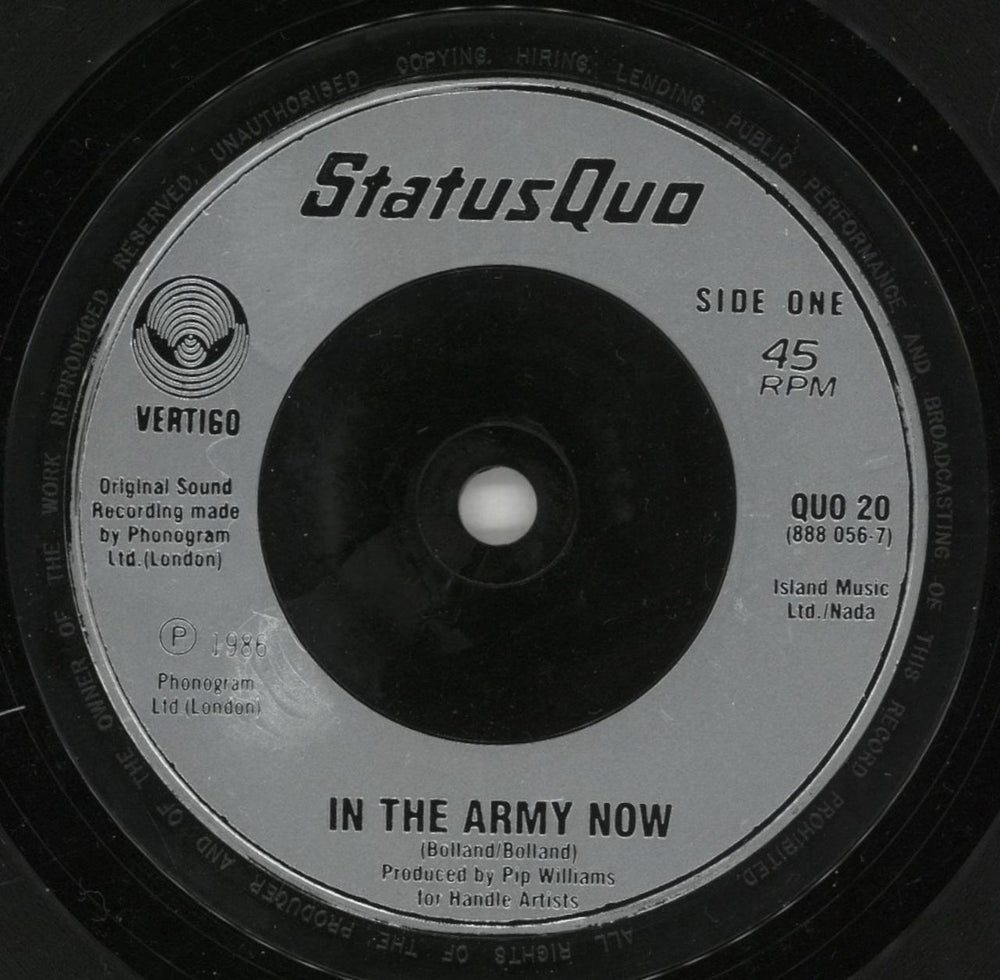 StatusQuo
SIDE ONE
45
RPM
VERTIGO
Original Sound
Recording made
by Phonogram
Ltd.(London)
QUO 20
(888 056-7)
Island Music
Ltd./Nada
Ⓟ 1986
Phonogram
Ltd (London)
IN THE ARMY NOW
(Bolland/Bolland)
Produced by Pip Williams
for Handle Artists
ALL RIGHTS OF THE PRODUCER AND OF THE OWNER OF THE WORK REPRODUCED RESERVED. UNAUTHORISED COPYING, HIRING, LENDING, PUBLIC PERFORMANCE AND BROADCASTING OF THIS RECORD PROHIBITED.